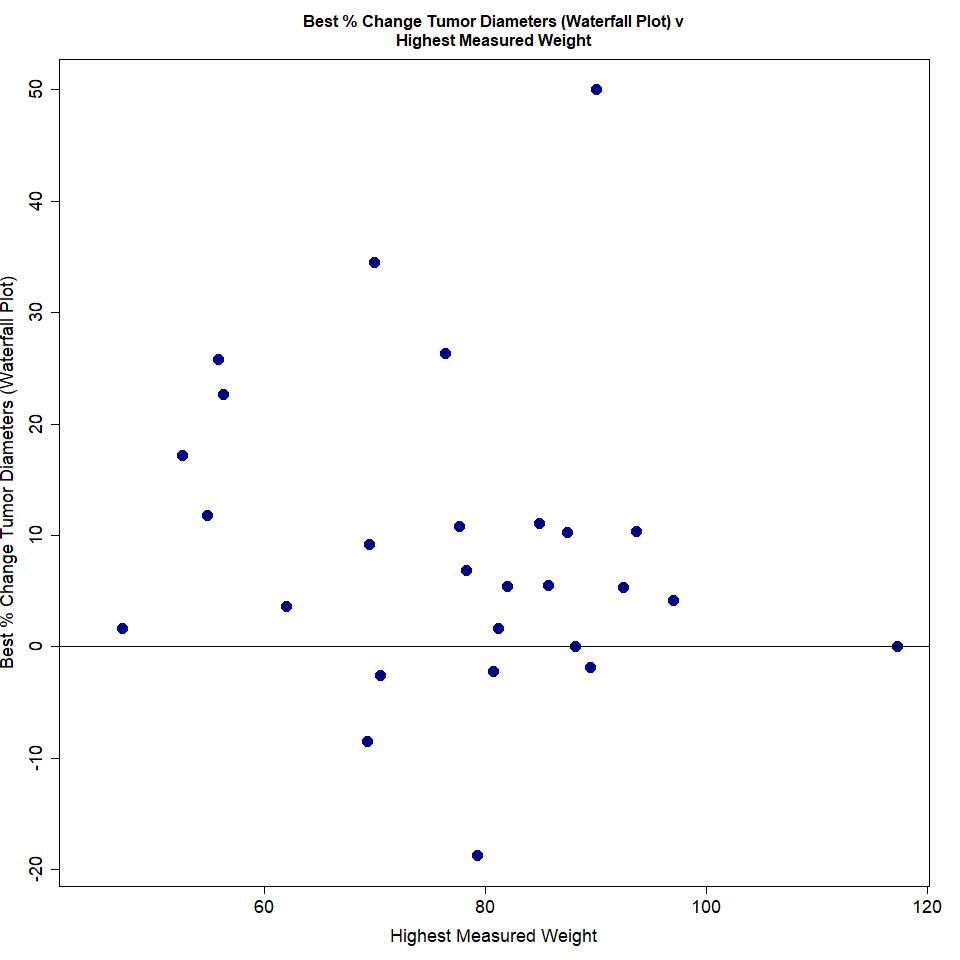 Best % Change Tumor Diameters (Waterfall Plot) v
Highest Measured Weight
Best % Change Tumor Diameters (Waterfall Plot)
50
40
30
20
10
0
-10
-20
60 80 100 120
Highest Measured Weight